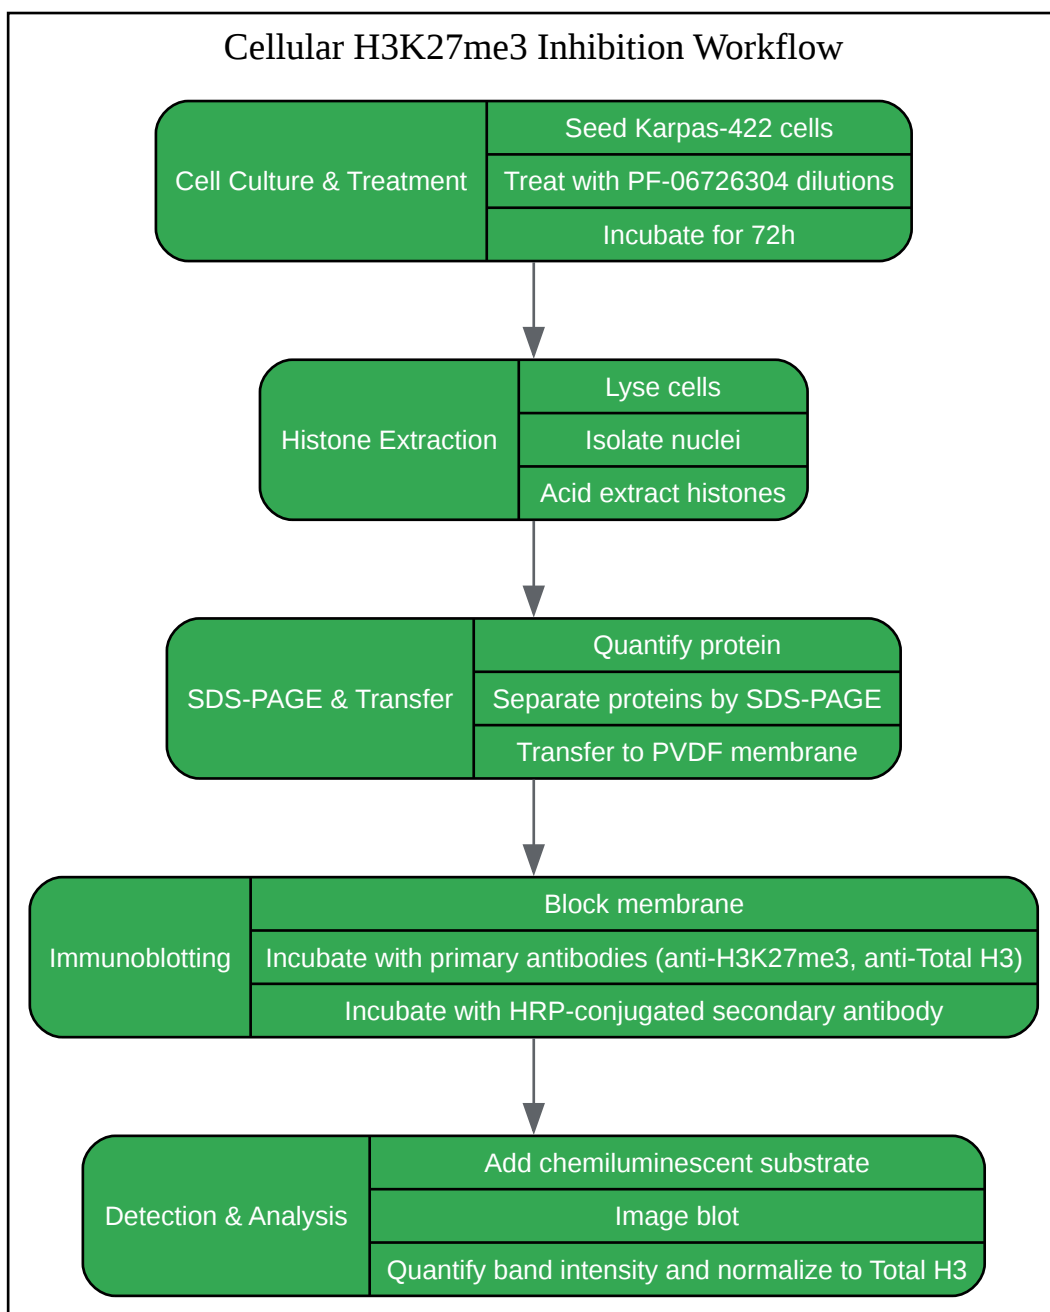 Cellular H3K27me3 Inhibition Workflow
Cell Culture & Treatment
Seed Karpas-422 cells
Treat with PF-06726304 dilutions
Incubate for 72h
Histone Extraction
Lyse cells
Isolate nuclei
Acid extract histones
SDS-PAGE & Transfer
Quantify protein
Separate proteins by SDS-PAGE
Transfer to PVDF membrane
Immunoblotting
Block membrane
Incubate with primary antibodies (anti-H3K27me3, anti-Total H3)
Incubate with HRP-conjugated secondary antibody
Detection & Analysis
Add chemiluminescent substrate
Image blot
Quantify band intensity and normalize to Total H3